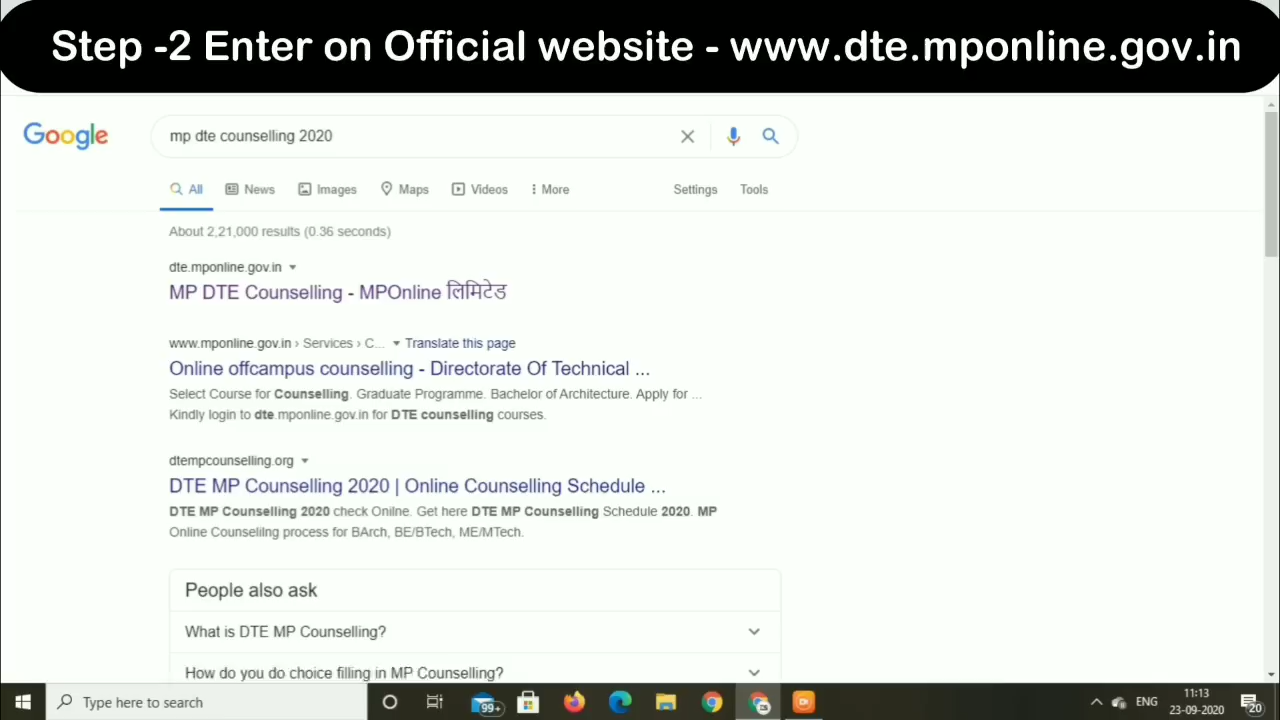 Step -2 Enter on Official website - www.dte.mponline.gov.in
Google
mp dte counselling 2020
All News Images Maps Videos More Settings Tools
About 2,21,000 results (0.36 seconds)
dte.mponline.gov.in
MP DTE Counselling - MPOnline लिमिटेड
www.mponline.gov.in › Services › C... Translate this page
Online offcampus counselling - Directorate Of Technical ...
Select Course for Counselling. Graduate Programme. Bachelor of Architecture. Apply for ...
Kindly login to dte.mponline.gov.in for DTE counselling courses.
dtempcounselling.org
DTE MP Counselling 2020 | Online Counselling Schedule ...
DTE MP Counselling 2020 check Onilne. Get here DTE MP Counselling Schedule 2020. MP
Online Counselilng process for BArch, BE/BTech, ME/MTech.
People also ask
What is DTE MP Counselling?
How do you do choice filling in MP Counselling?
Type here to search 99+ ENG 11:13
23-09-2020 20